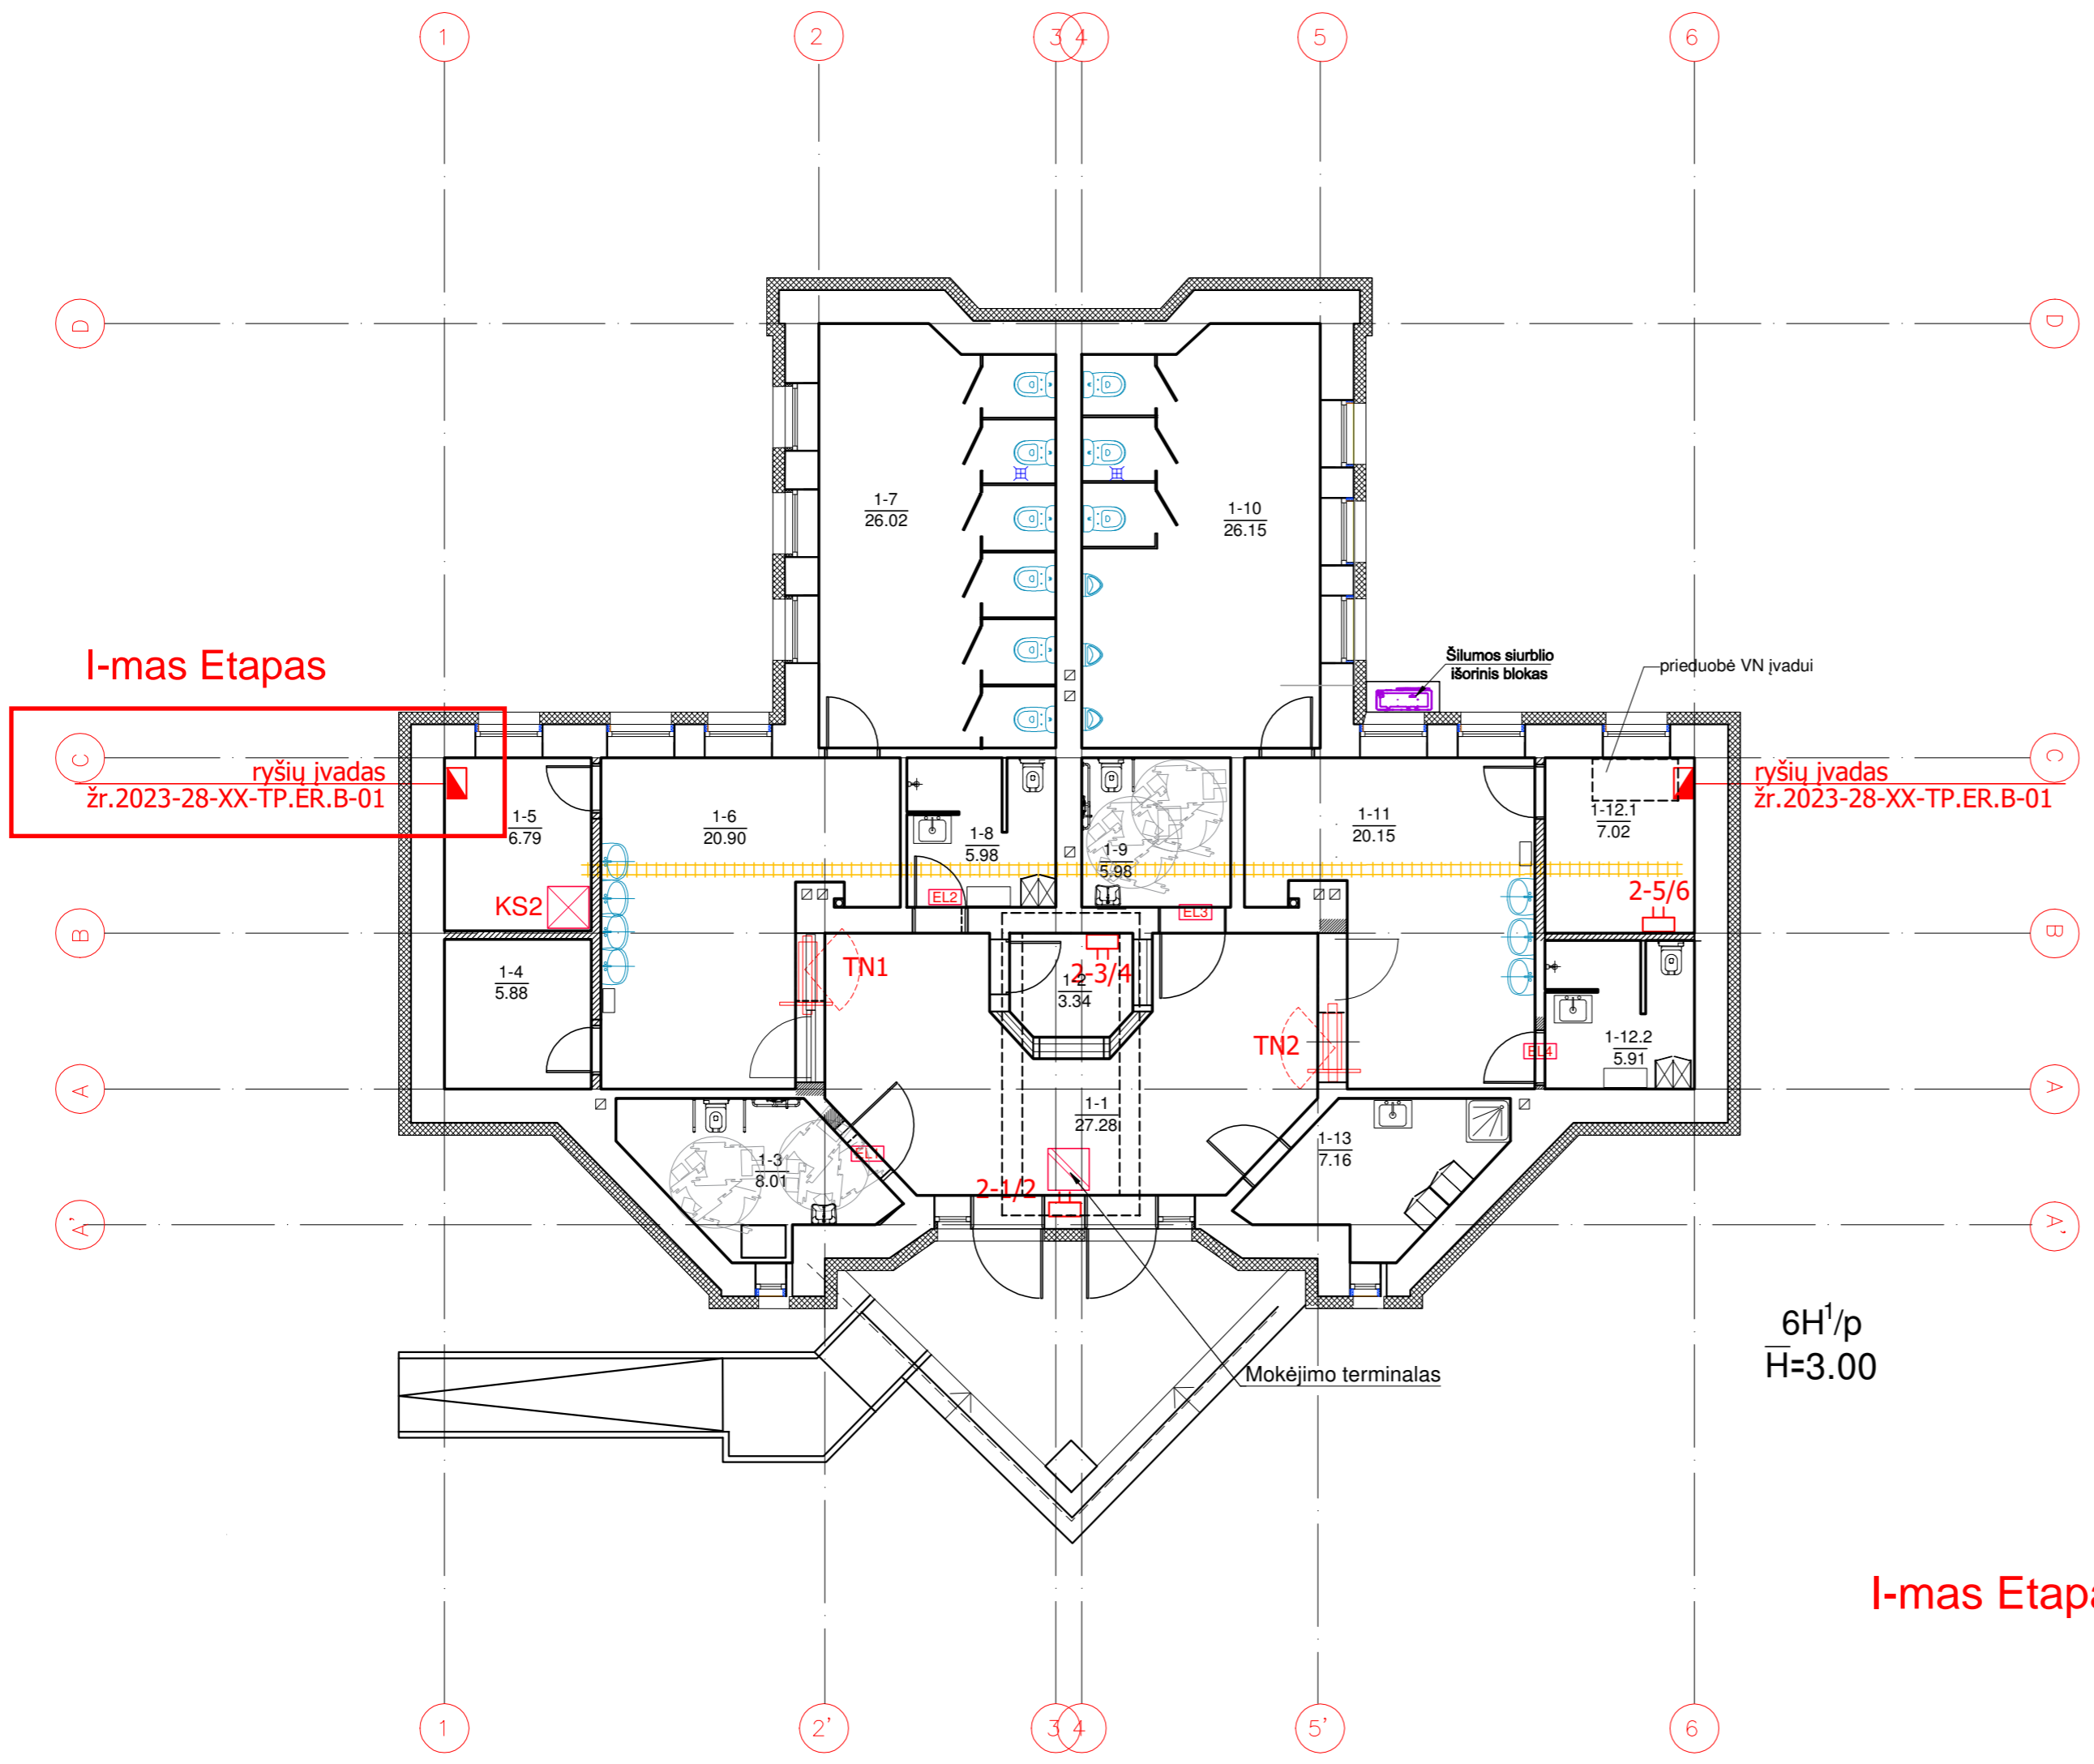 1
2
3
4
5
6
D
D
1-7
26.02
1-10
26.15
I-mas Etapas
Šilumos siurblio
išorinis blokas
prieduobė VN įvadui
C
ryšių įvadas
žr.2023-28-XX-TP.ER.B-01
C
ryšių įvadas
žr.2023-28-XX-TP.ER.B-01
1-5
6.79
1-6
20.90
1-8
5.98
1-9
5.98
1-11
20.15
1-12.1
7.02
KS2
EL2
EL3
2-5/6
B
B
1-4
5.88
TN1
2-3/4
1-2
3.34
TN2
1-12.2
5.91
EL4
A
A
1-1
27.28
1-3
8.01
EL1
1-13
7.16
2-1/2
A'
A'
6H¹/p
H=3.00
Mokėjimo terminalas
I-mas Etapa
1
2'
3
4
5'
6